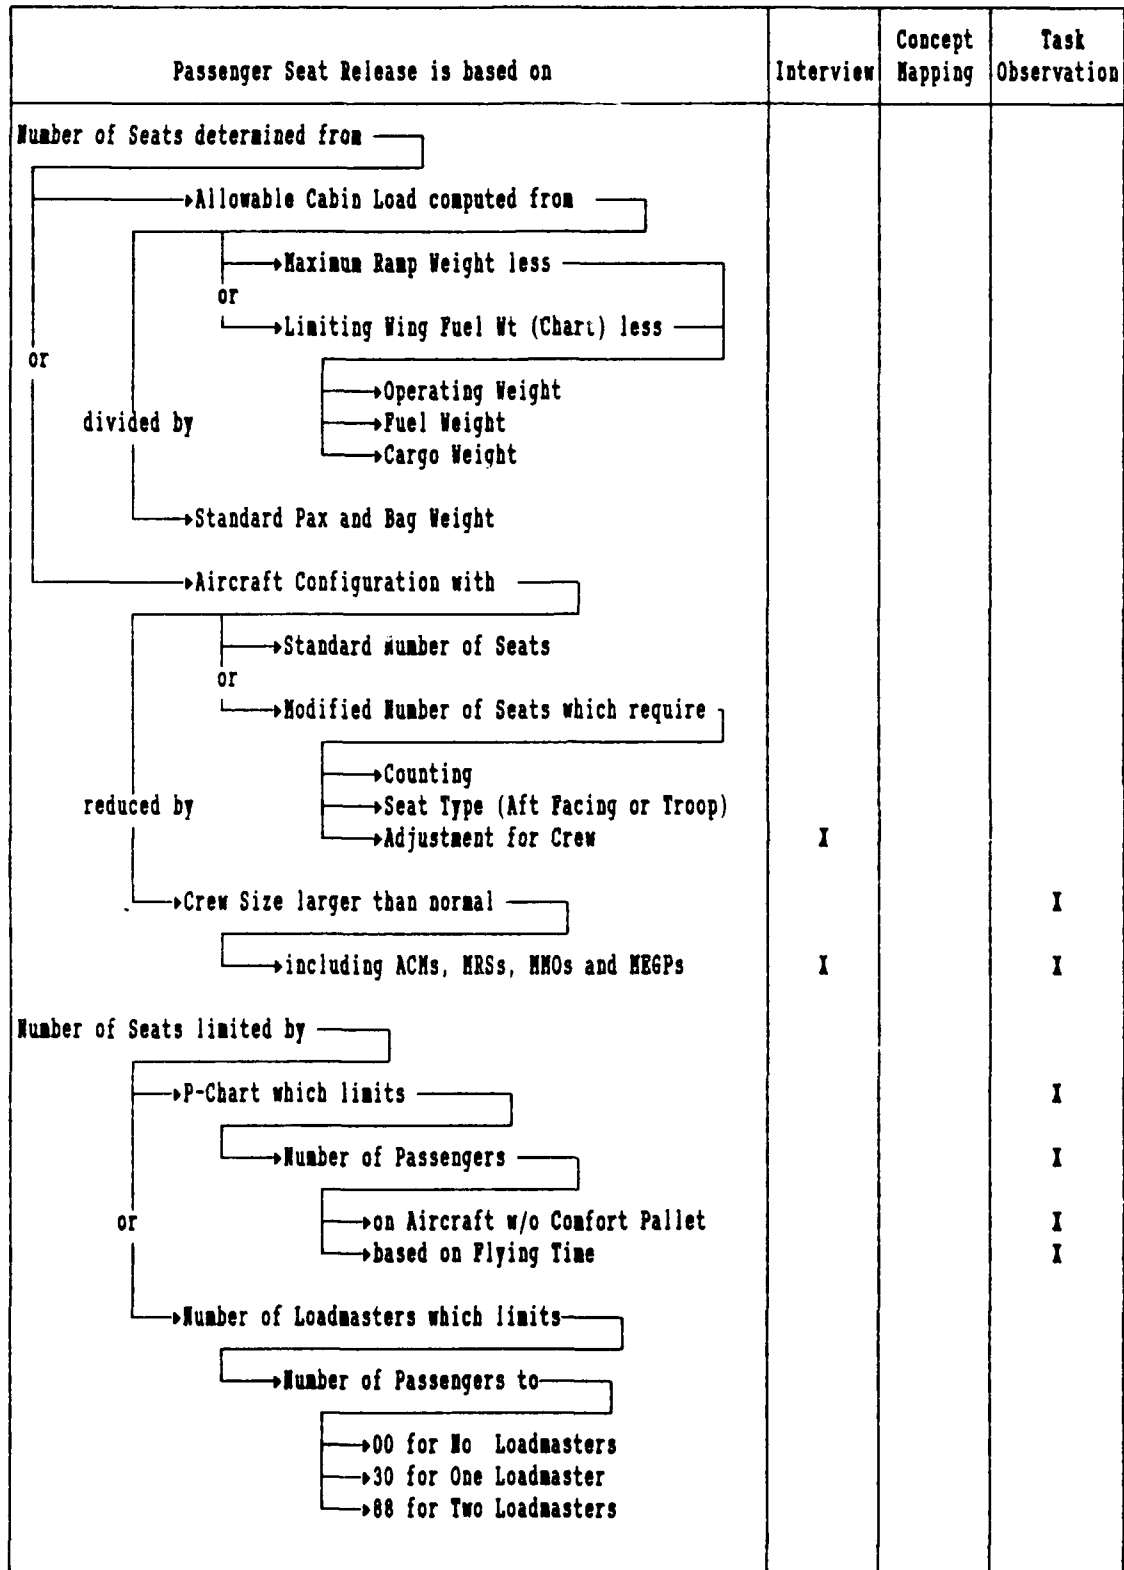 Concept Task
Passenger Seat Release is based on Interview Mapping Observation
Number of Seats determined from
Allowable Cabin Load computed from
Maximum Ramp Weight less
or
Limiting Wing Fuel Wt (Chart) less
or
Operating Weight
divided by Fuel Weight
Cargo Weight
Standard Pax and Bag Weight
Aircraft Configuration with
Standard Number of Seats
or
Modified Number of Seats which require
Counting
reduced by Seat Type (Aft Facing or Troop)
Adjustment for Crew X
Crew Size larger than normal X
including ACMs, MRSs, MMOs and MEGPs X X
Number of Seats limited by
P-Chart which limits X
Number of Passengers X
or on Aircraft w/o Comfort Pallet X
based on Flying Time X
Number of Loadmasters which limits
Number of Passengers to
00 for No Loadmasters
30 for One Loadmaster
88 for Two Loadmasters